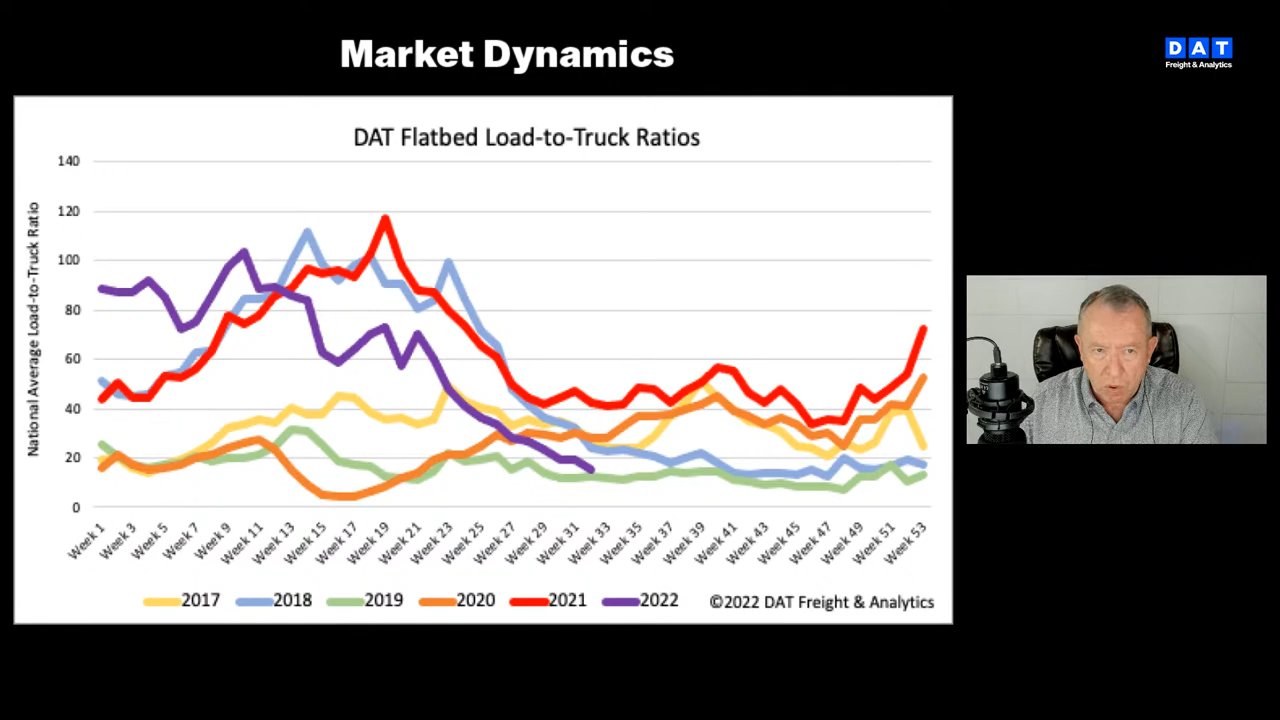 Market Dynamics
DAT
Freight & Analytics
DAT Flatbed Load-to-Truck Ratios
National Average Load-to-Truck Ratio
140
120
100
80
60
40
20
0
Week 1
Week 3
Week 5
Week 7
Week 9
Week 11
Week 13
Week 15
Week 17
Week 19
Week 21
Week 23
Week 25
Week 27
Week 29
Week 31
Week 33
Week 35
Week 37
Week 39
Week 41
Week 43
Week 45
Week 47
Week 49
Week 51
Week 53
2017 2018 2019 2020 2021 2022 ©2022 DAT Freight & Analytics